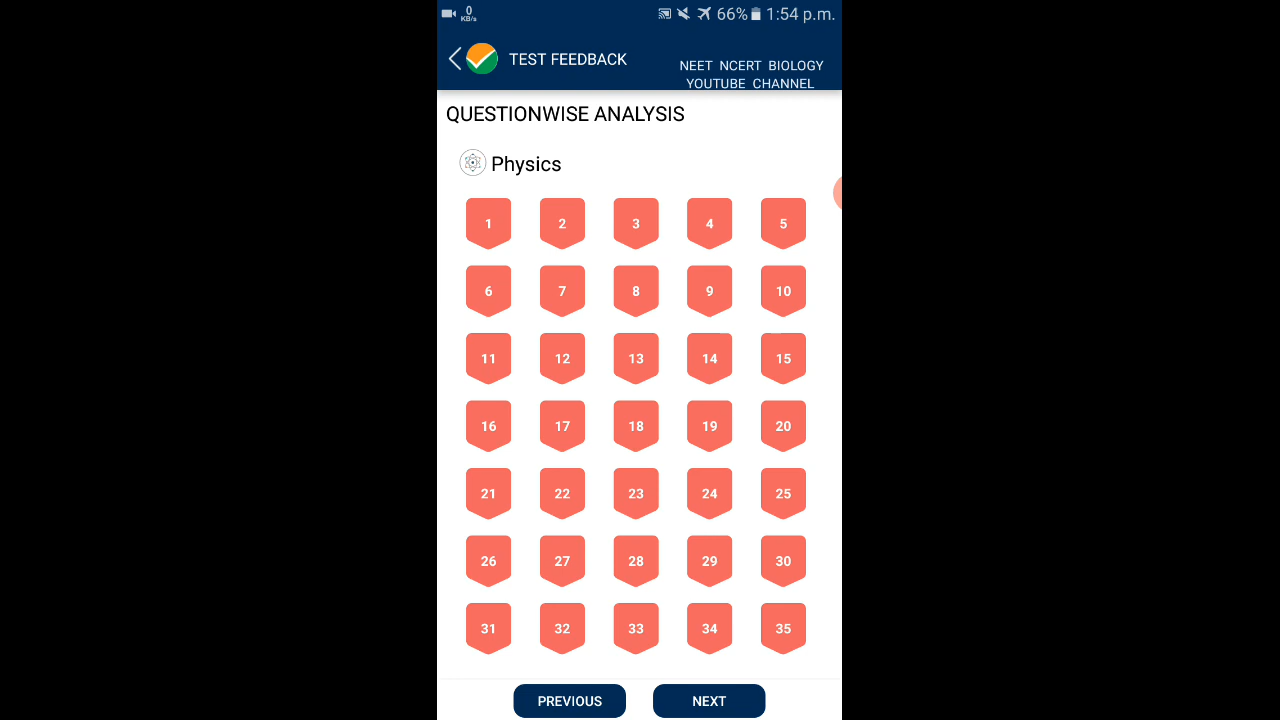 0
KB/s
66% 1:54 p.m.
TEST FEEDBACK
NEET NCERT BIOLOGY
YOUTUBE CHANNEL
QUESTIONWISE ANALYSIS
Physics
1 2 3 4 5
6 7 8 9 10
11 12 13 14 15
16 17 18 19 20
21 22 23 24 25
26 27 28 29 30
31 32 33 34 35
PREVIOUS NEXT